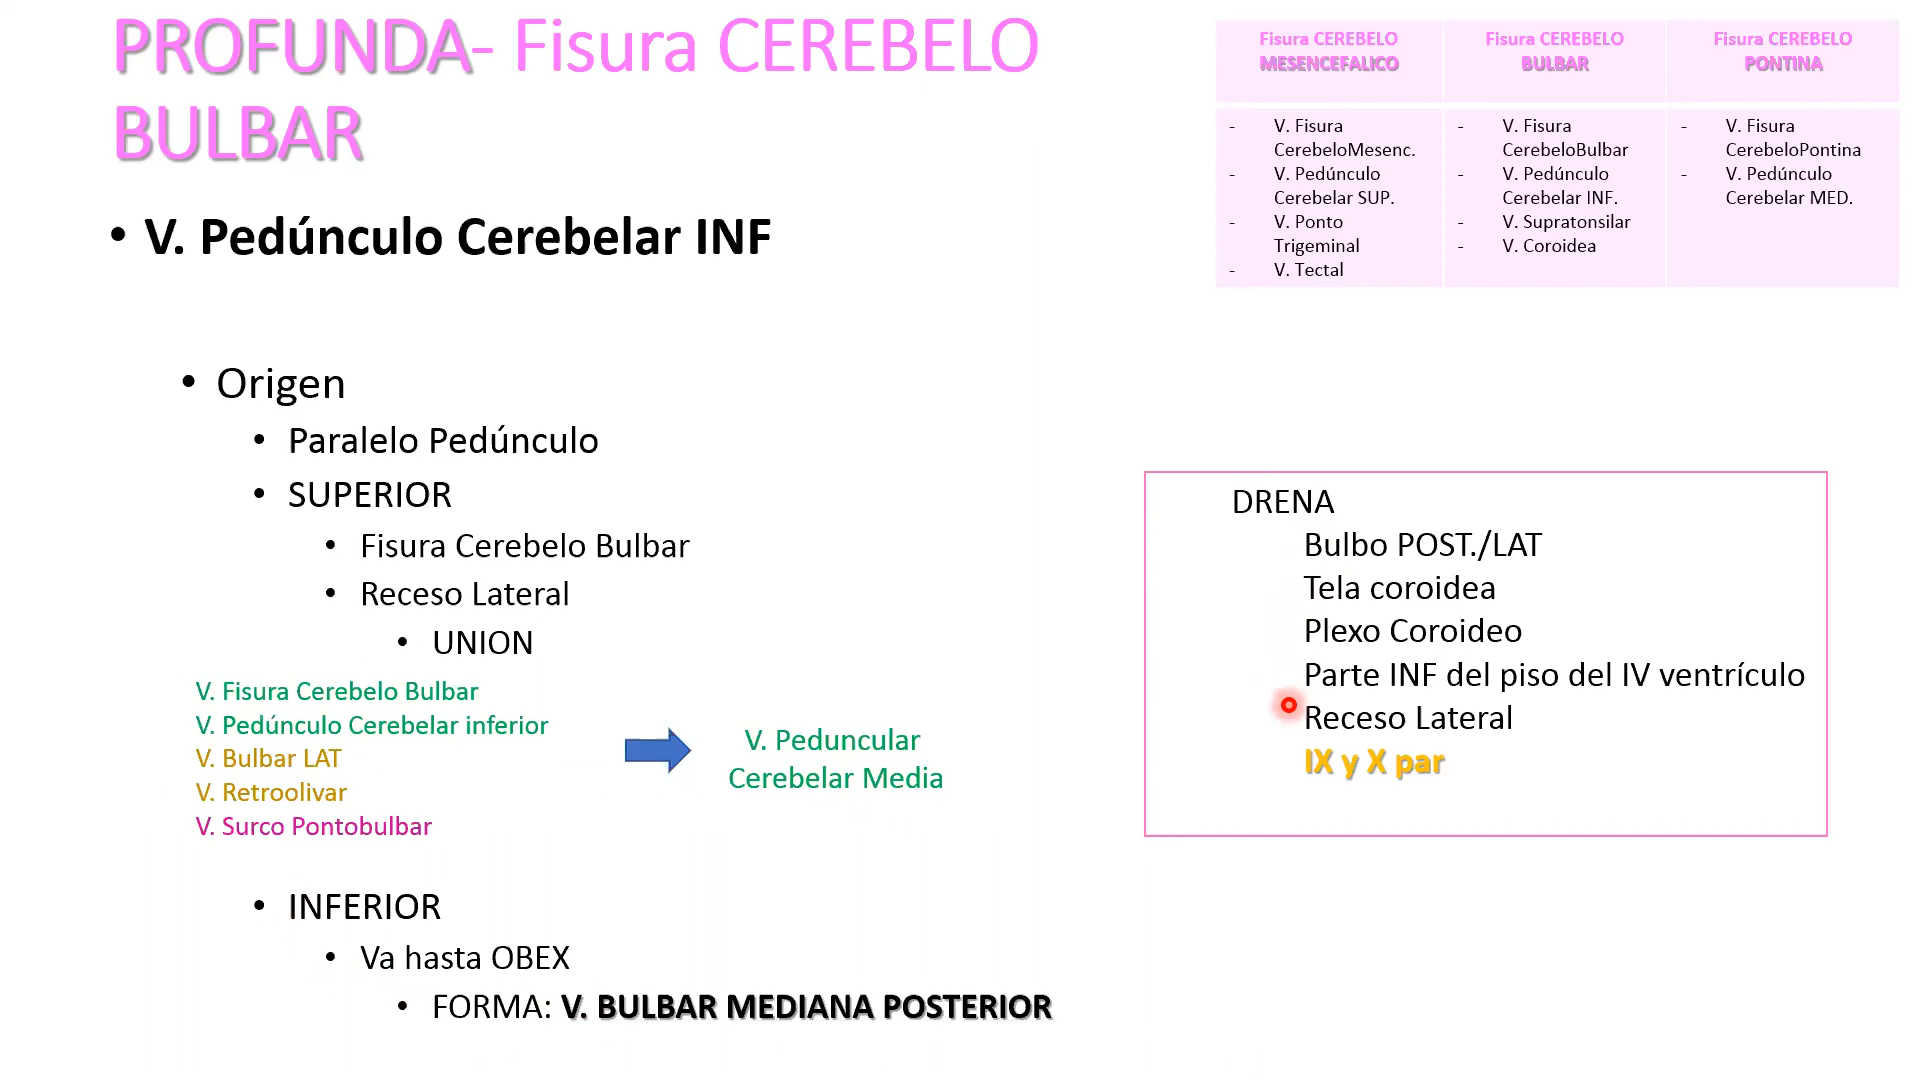 PROFUNDA- Fisura CEREBELO
BULBAR
• V. Pedúnculo Cerebelar INF
• Origen
• Paralelo Pedúnculo
• SUPERIOR
• Fisura Cerebelo Bulbar
• Receso Lateral
• UNION
V. Fisura Cerebelo Bulbar
V. Pedúnculo Cerebelar inferior
V. Bulbar LAT
V. Retroolivar
V. Surco Pontobulbar
V. Peduncular
Cerebelar Media
• INFERIOR
• Va hasta OBEX
• FORMA: V. BULBAR MEDIANA POSTERIOR
Fisura CEREBELO
MESENCEFALICO
- V. Fisura
CerebeloMesenc.
- V. Pedúnculo
Cerebelar SUP.
- V. Ponto
Trigeminal
- V. Tectal
Fisura CEREBELO
BULBAR
- V. Fisura
CerebeloBulbar
- V. Pedúnculo
Cerebelar INF.
- V. Supratonsilar
- V. Coroidea
Fisura CEREBELO
PONTINA
- V. Fisura
CerebeloPontina
- V. Pedúnculo
Cerebelar MED.
DRENA
Bulbo POST./LAT
Tela coroidea
Plexo Coroideo
Parte INF del piso del IV ventrículo
Receso Lateral
IX y X par